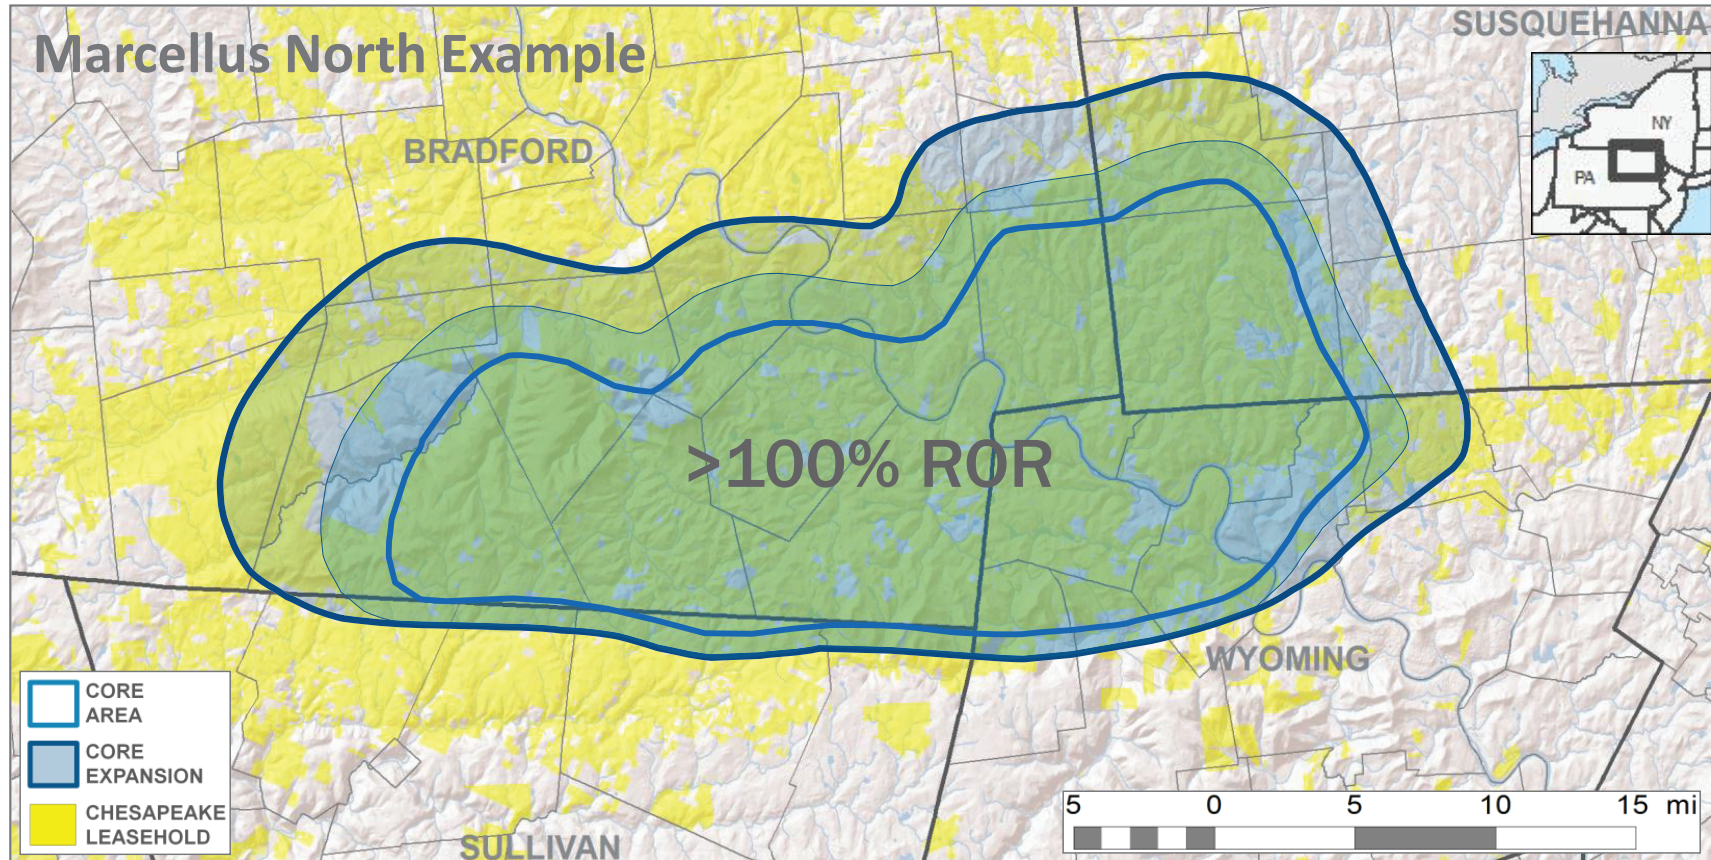 Marcellus North Example
SUSQUEHANNA
NY
PA
BRADFORD
>100% ROR
WYOMING
SULLIVAN
CORE
AREA
CORE
EXPANSION
CHESAPEAKE
LEASEHOLD
5 0 5 10 15 mi